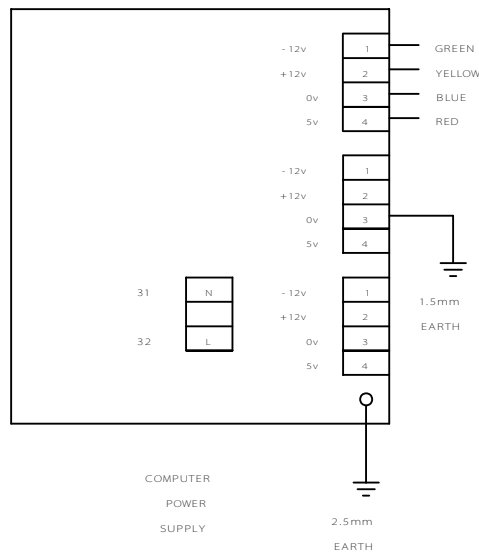 - 12v 1 GREEN
+12v 2 YELLOW
0v 3 BLUE
5v 4 RED
- 12v 1
+12v 2
0v 3
5v 4
31 N - 12v 1
+12v 2
32 L 0v 3
5v 4
1.5mm
EARTH
COMPUTER
POWER
SUPPLY
2.5mm
EARTH